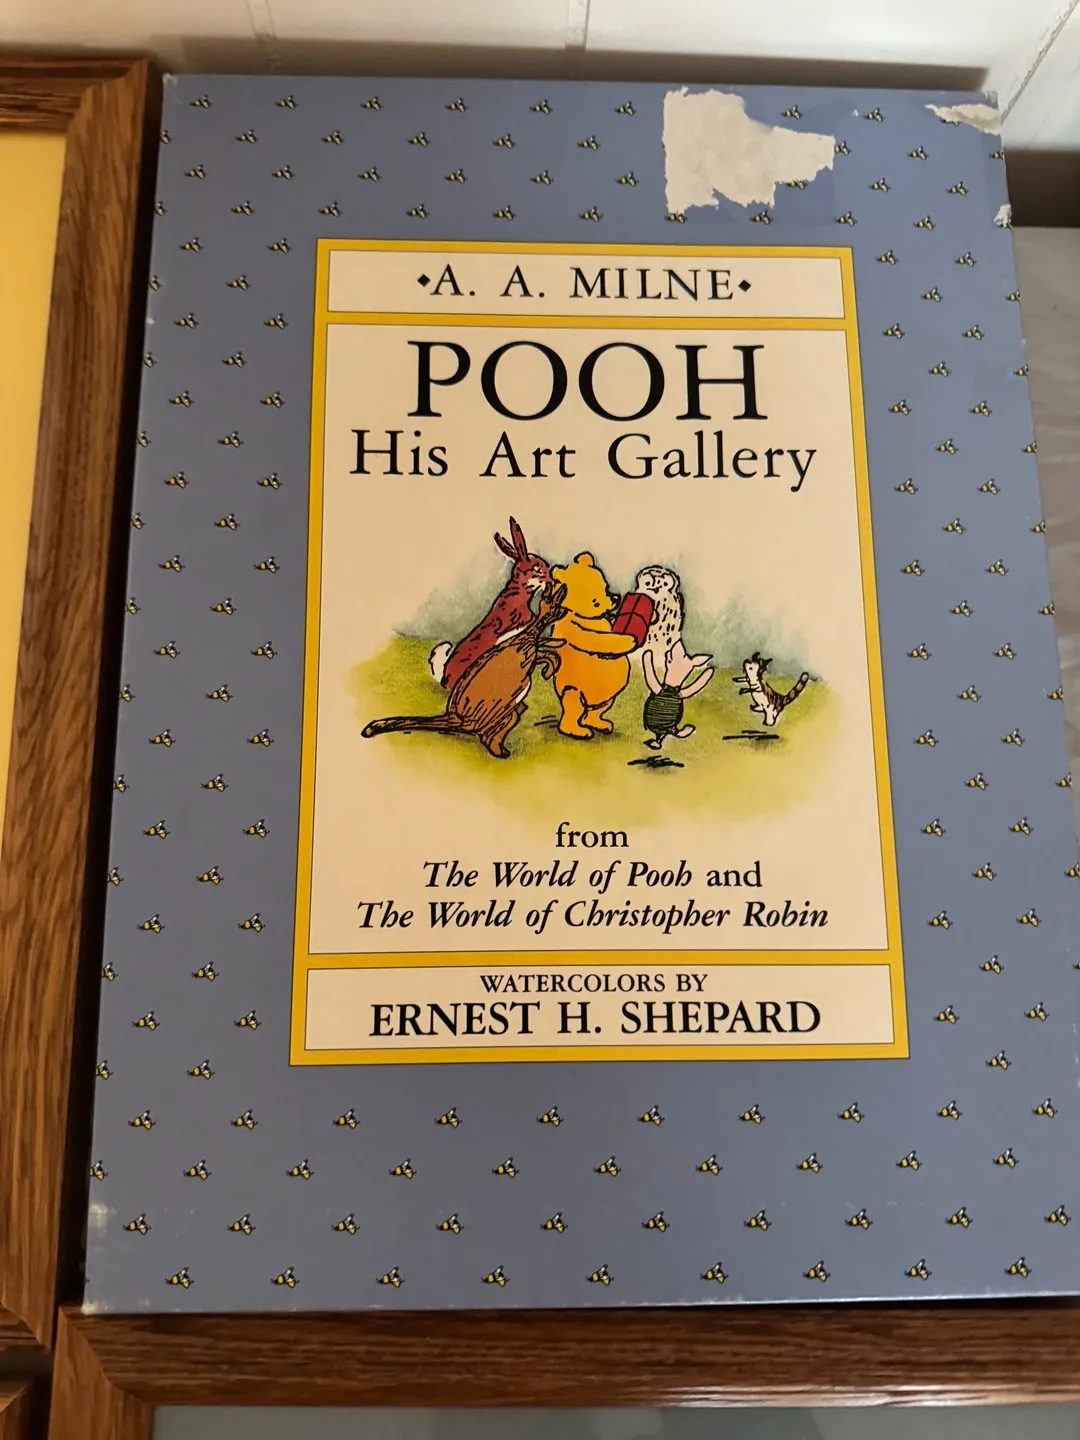 ◆A. A. MILNE◆
POOH
His Art Gallery
from
The World of Pooh and
The World of Christopher Robin
WATERCOLORS BY
ERNEST H. SHEPARD